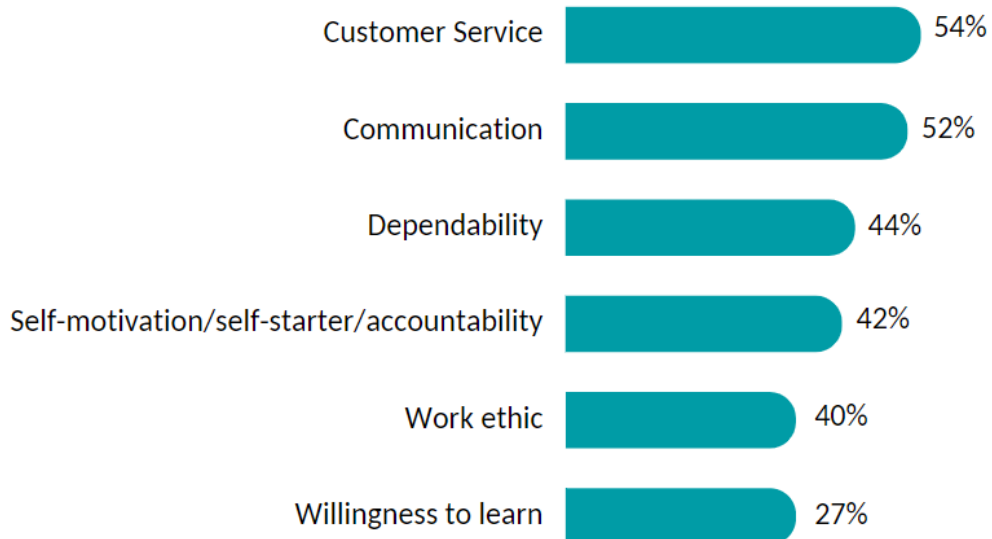 Customer Service 54%
Communication 52%
Dependability 44%
Self-motivation/self-starter/accountability 42%
Work ethic 40%
Willingness to learn 27%